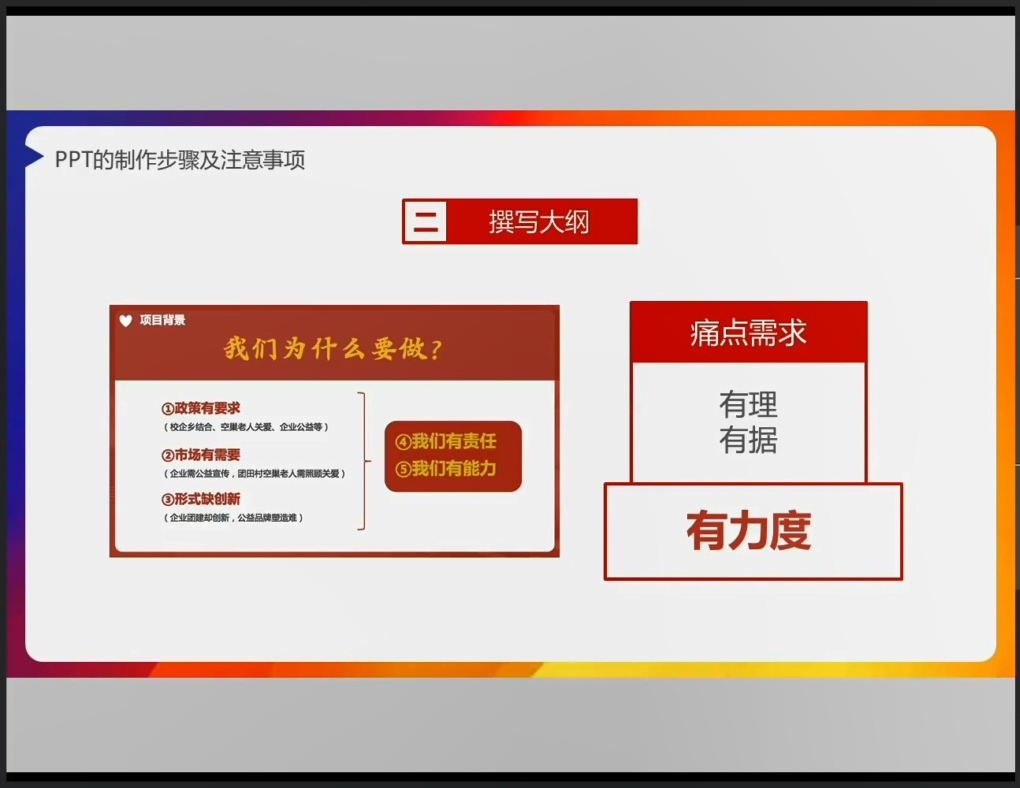 PPT的制作步骤及注意事项
二 撰写大纲
项目背景
我们为什么要做?
①政策有要求
（校企乡结合、空巢老人关爱、企业公益等）
②市场有需要
（企业需公益宣传，团田村空巢老人需照顾关爱）
③形式缺创新
（企业团建却创新，公益品牌塑造难）
④我们有责任
⑤我们有能力
痛点需求
有理
有据
有力度